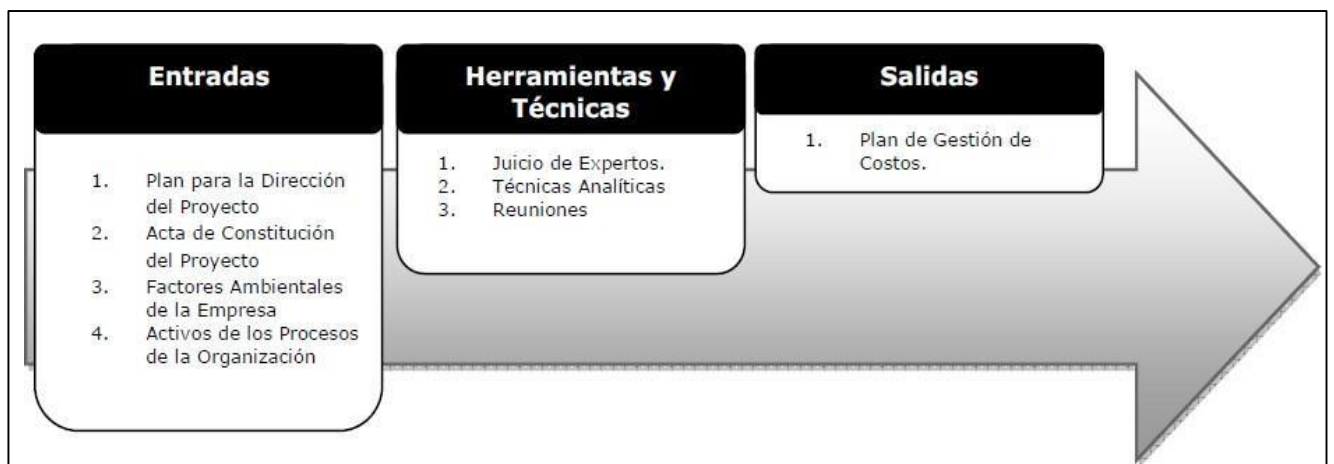 Entradas
1. Plan para la Dirección
del Proyecto
2. Acta de Constitución
del Proyecto
3. Factores Ambientales
de la Empresa
4. Activos de los Procesos
de la Organización
Herramientas y
Técnicas
1. Juicio de Expertos.
2. Técnicas Analíticas
3. Reuniones
Salidas
1. Plan de Gestión de
Costos.